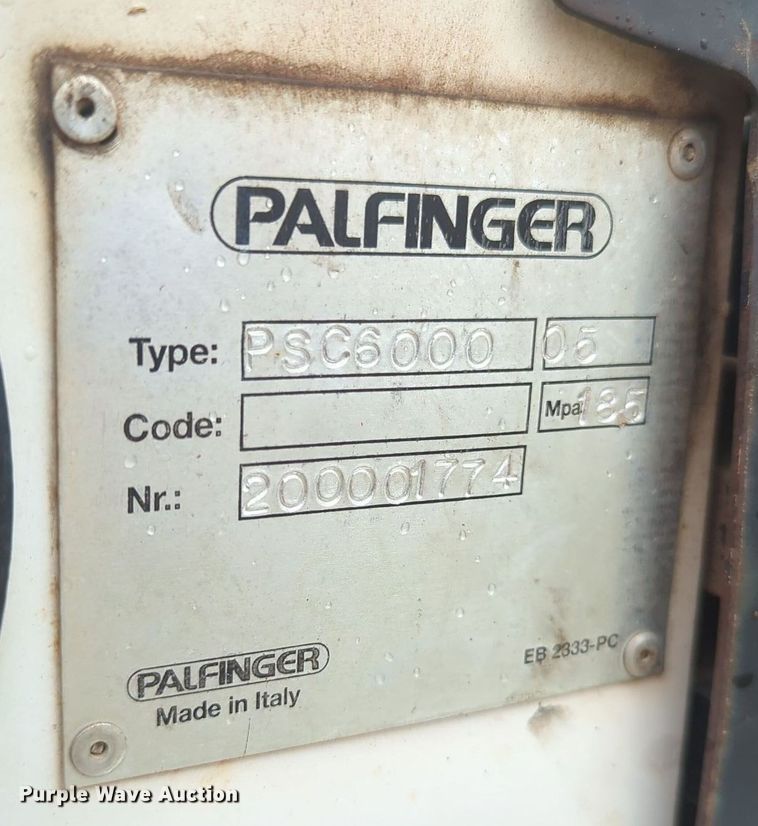 PALFINGER
Type: PSC6000 05
Code: Mpa 185
Nr.: 200001774
PALFINGER
Made in Italy
EB 2333-PC
Purple Wave Auction